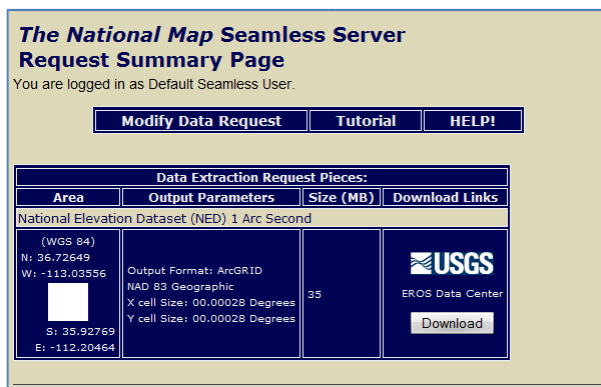 The National Map Seamless Server
Request Summary Page
You are logged in as Default Seamless User.
Modify Data Request Tutorial HELP!
Data Extraction Request Pieces:
Area Output Parameters Size (MB) Download Links
National Elevation Dataset (NED) 1 Arc Second
(WGS 84)
N: 36.72649
W: -113.03556
S: 35.92769
E: -112.20464
Output Format: ArcGRID
NAD 83 Geographic
X cell Size: 00.00028 Degrees
Y cell Size: 00.00028 Degrees
35
USGS
EROS Data Center
Download